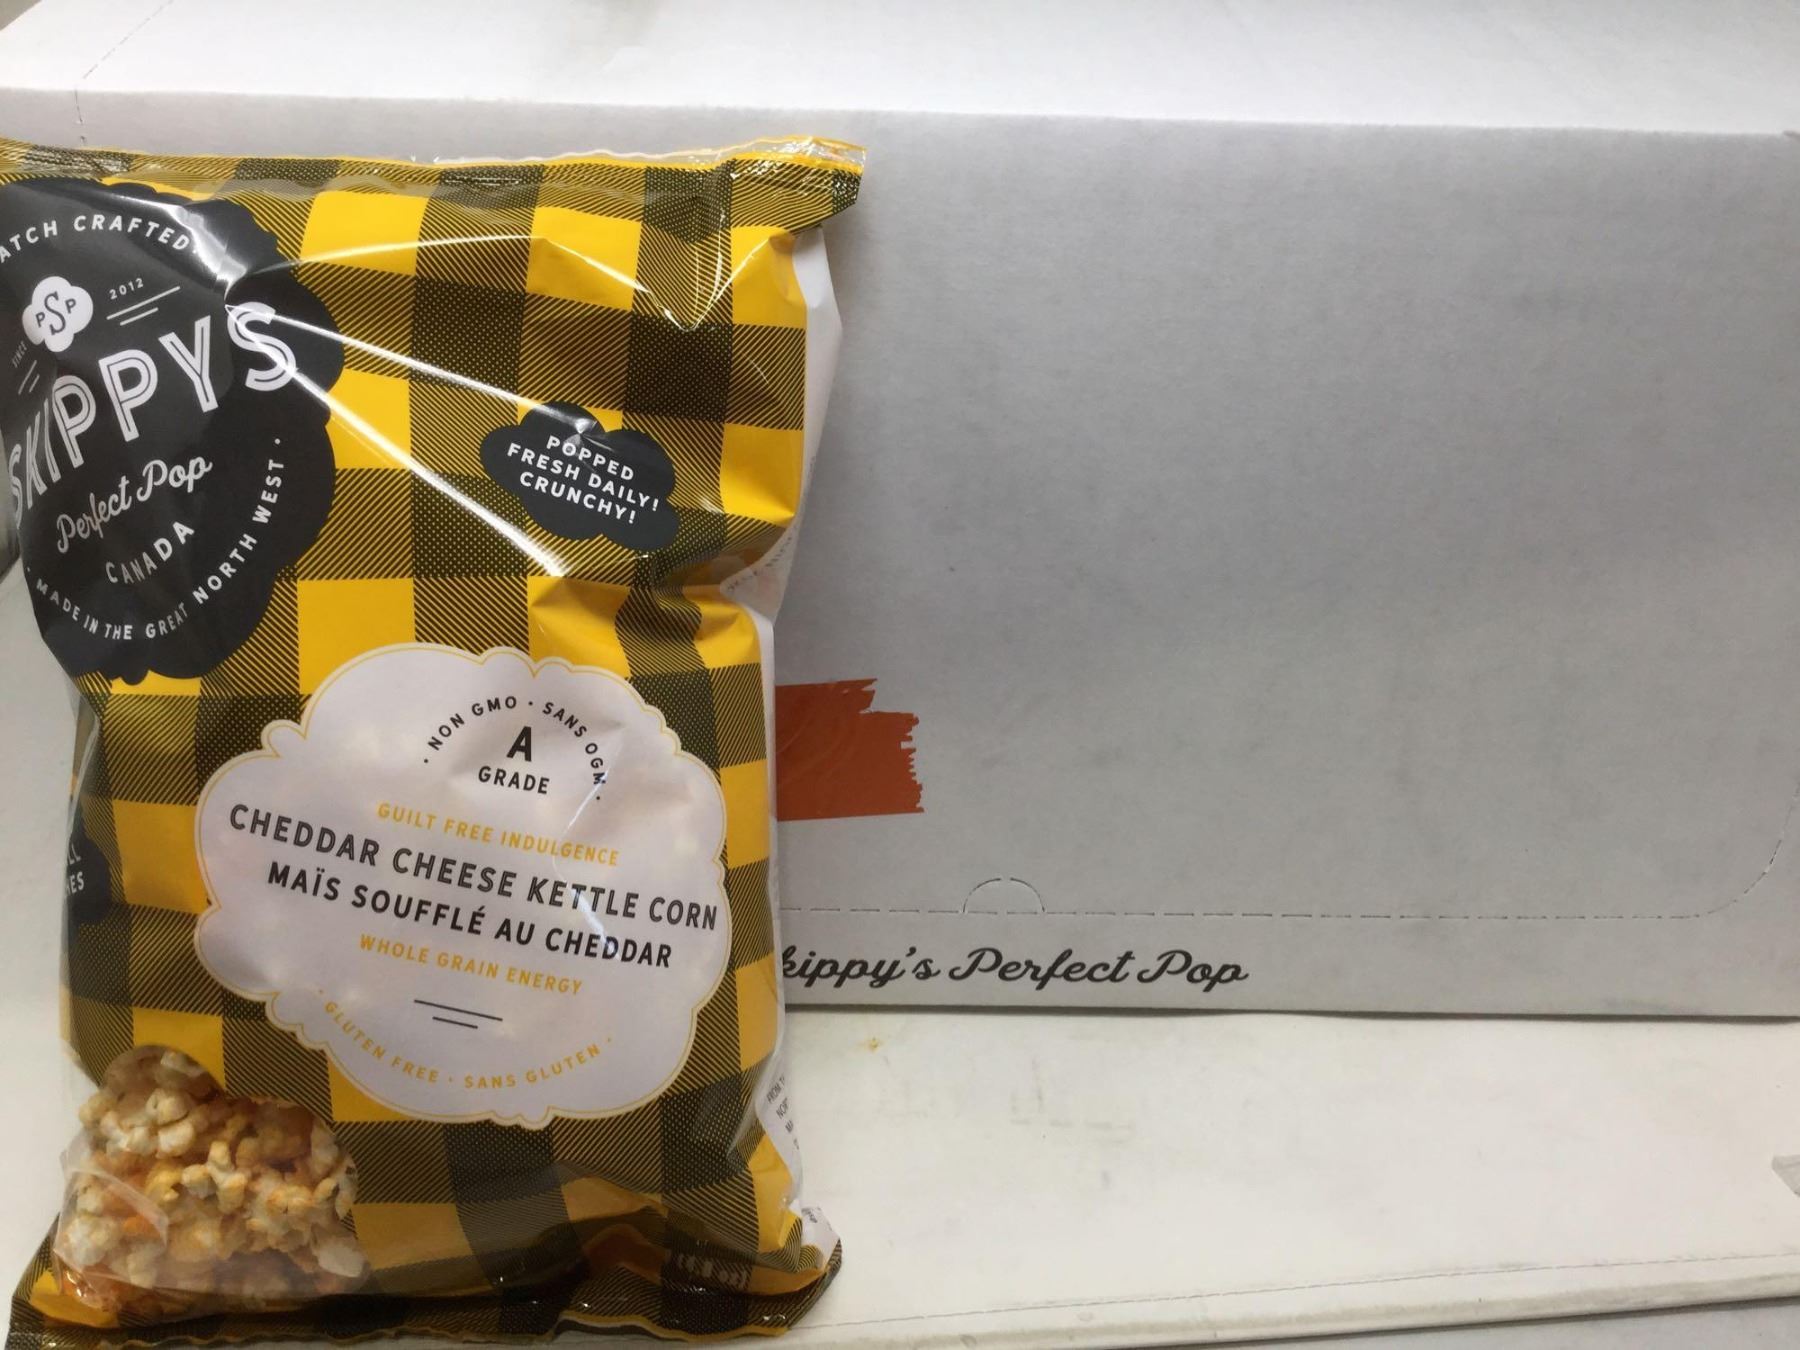 ATCH CRAFTED
PSP
SINCE 2012
SKIPPYS
Perfect Pop
CANADA
· MADE IN THE GREAT NORTH WEST ·
POPPED
FRESH DAILY!
CRUNCHY!
· NON GMO · SANS OGM ·
A
GRADE
GUILT FREE INDULGENCE
CHEDDAR CHEESE KETTLE CORN
MAÏS SOUFFLÉ AU CHEDDAR
WHOLE GRAIN ENERGY
· GLUTEN FREE · SANS GLUTEN ·
kippy's Perfect Pop